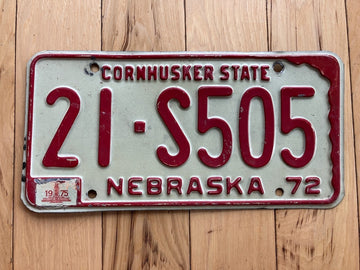 CORNHUSKER STATE
21-S505
19 75
NEBRASKA 72